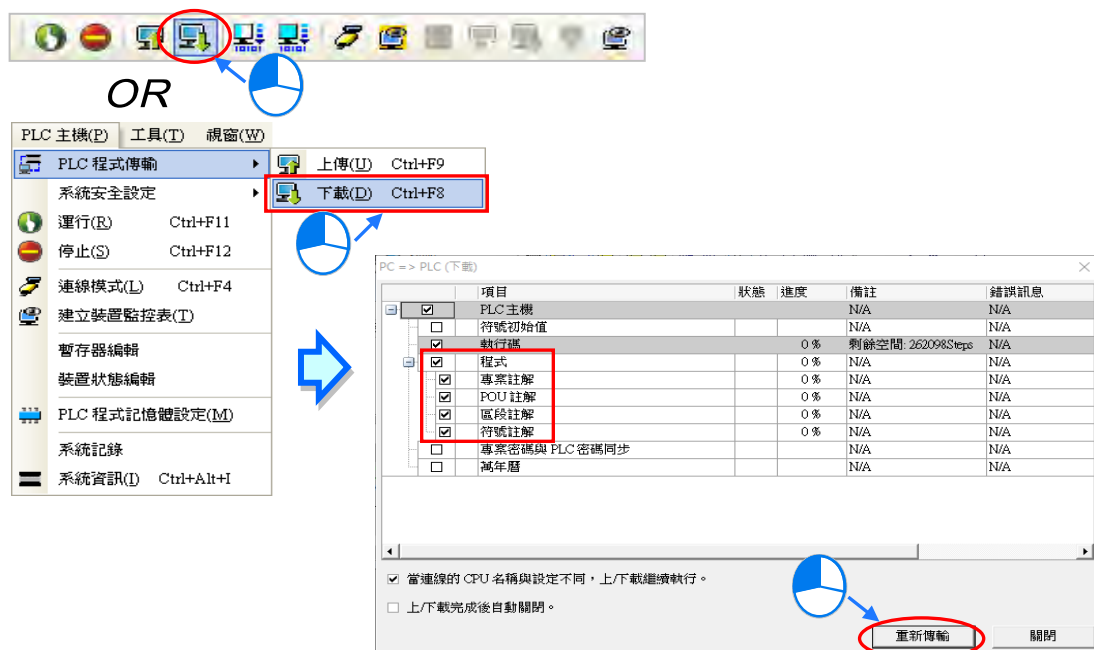 OR
PLC 主機(P) 工具(T) 視窗(W)
PLC 程式傳輸
上傳(U) Ctrl+F9
系統安全設定
下載(D) Ctrl+F8
運行(R) Ctrl+F11
停止(S) Ctrl+F12
連線模式(L) Ctrl+F4
建立裝置監控表(T)
暫存器編輯
裝置狀態編輯
PLC 程式記憶體設定(M)
系統記錄
系統資訊(I) Ctrl+Alt+I
PC => PLC (下載)
項目 狀態 進度 備註 錯誤訊息
PLC 主機 N/A N/A
符號初始值 N/A N/A
執行碼 0 % 剩餘空間: 262098Steps N/A
程式 0 % N/A N/A
專案註解 0 % N/A N/A
POU 註解 0 % N/A N/A
區段註解 0 % N/A N/A
符號註解 0 % N/A N/A
專案密碼與 PLC 密碼同步 N/A N/A
萬年曆 N/A N/A
當連線的 CPU 名稱與設定不同，上/下載繼續執行。
上/下載完成後自動關閉。
重新傳輸 關閉